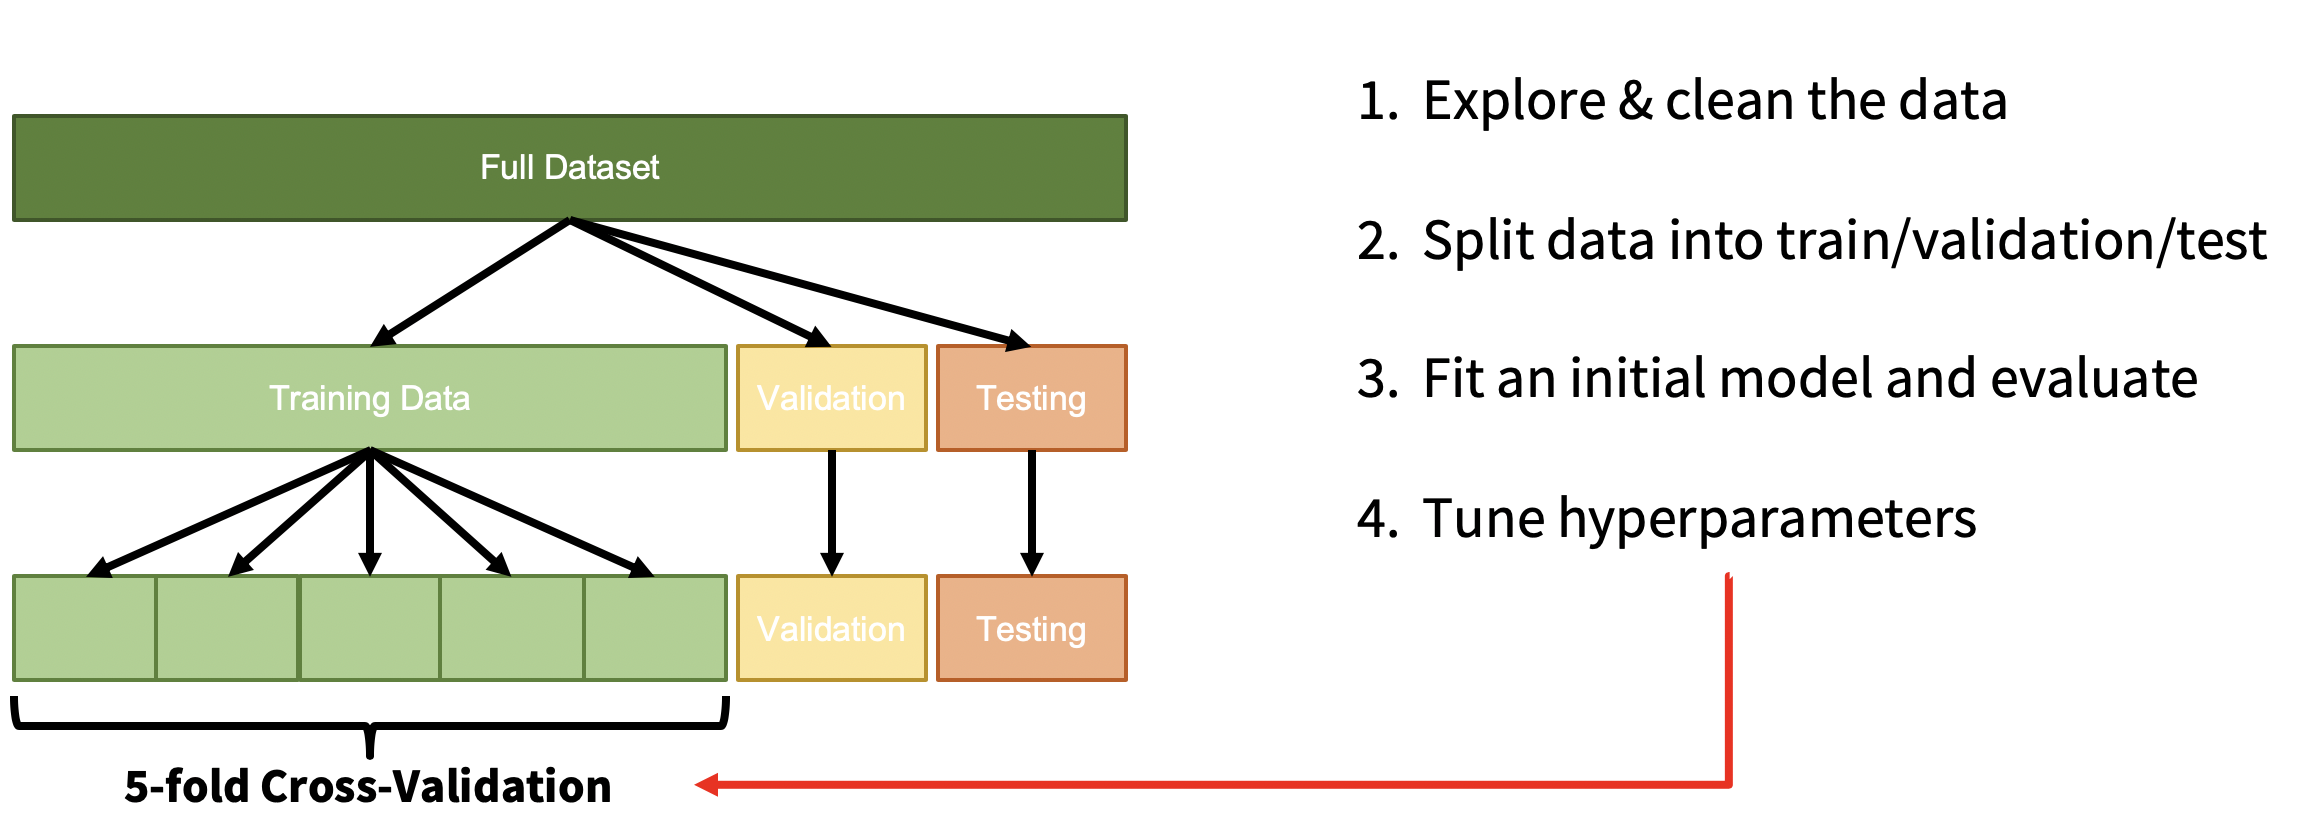 Full Dataset
Training Data
Validation
Testing
Validation
Testing
5-fold Cross-Validation
1. Explore & clean the data
2. Split data into train/validation/test
3. Fit an initial model and evaluate
4. Tune hyperparameters